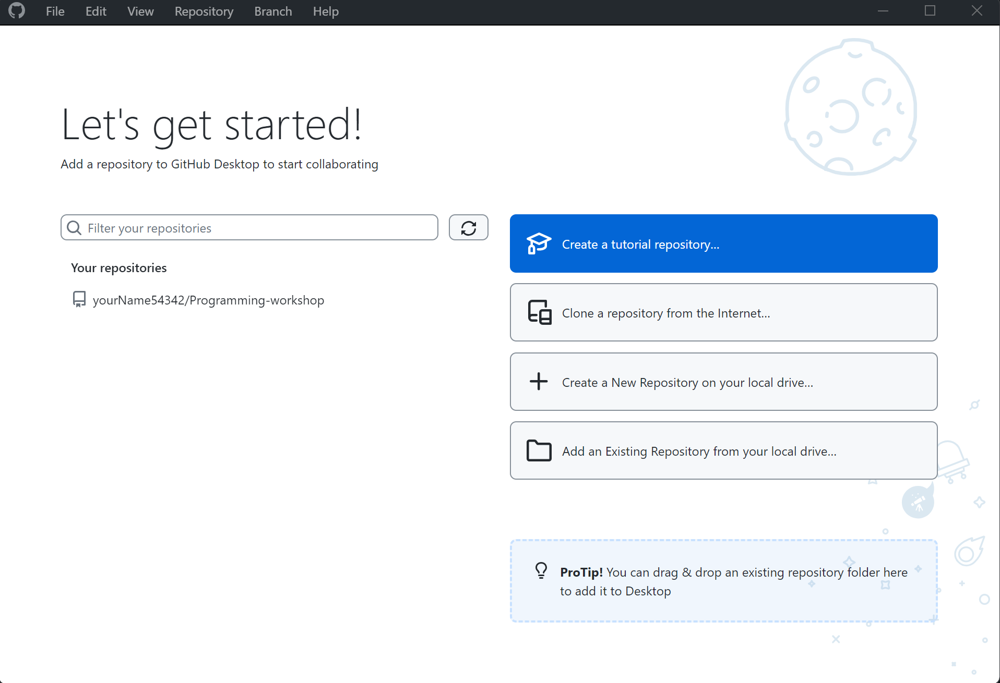 File Edit View Repository Branch Help
Let's get started!
Add a repository to GitHub Desktop to start collaborating
Filter your repositories
Your repositories
yourName54342/Programming-workshop
Create a tutorial repository...
Clone a repository from the Internet...
Create a New Repository on your local drive...
Add an Existing Repository from your local drive...
ProTip! You can drag & drop an existing repository folder here
to add it to Desktop